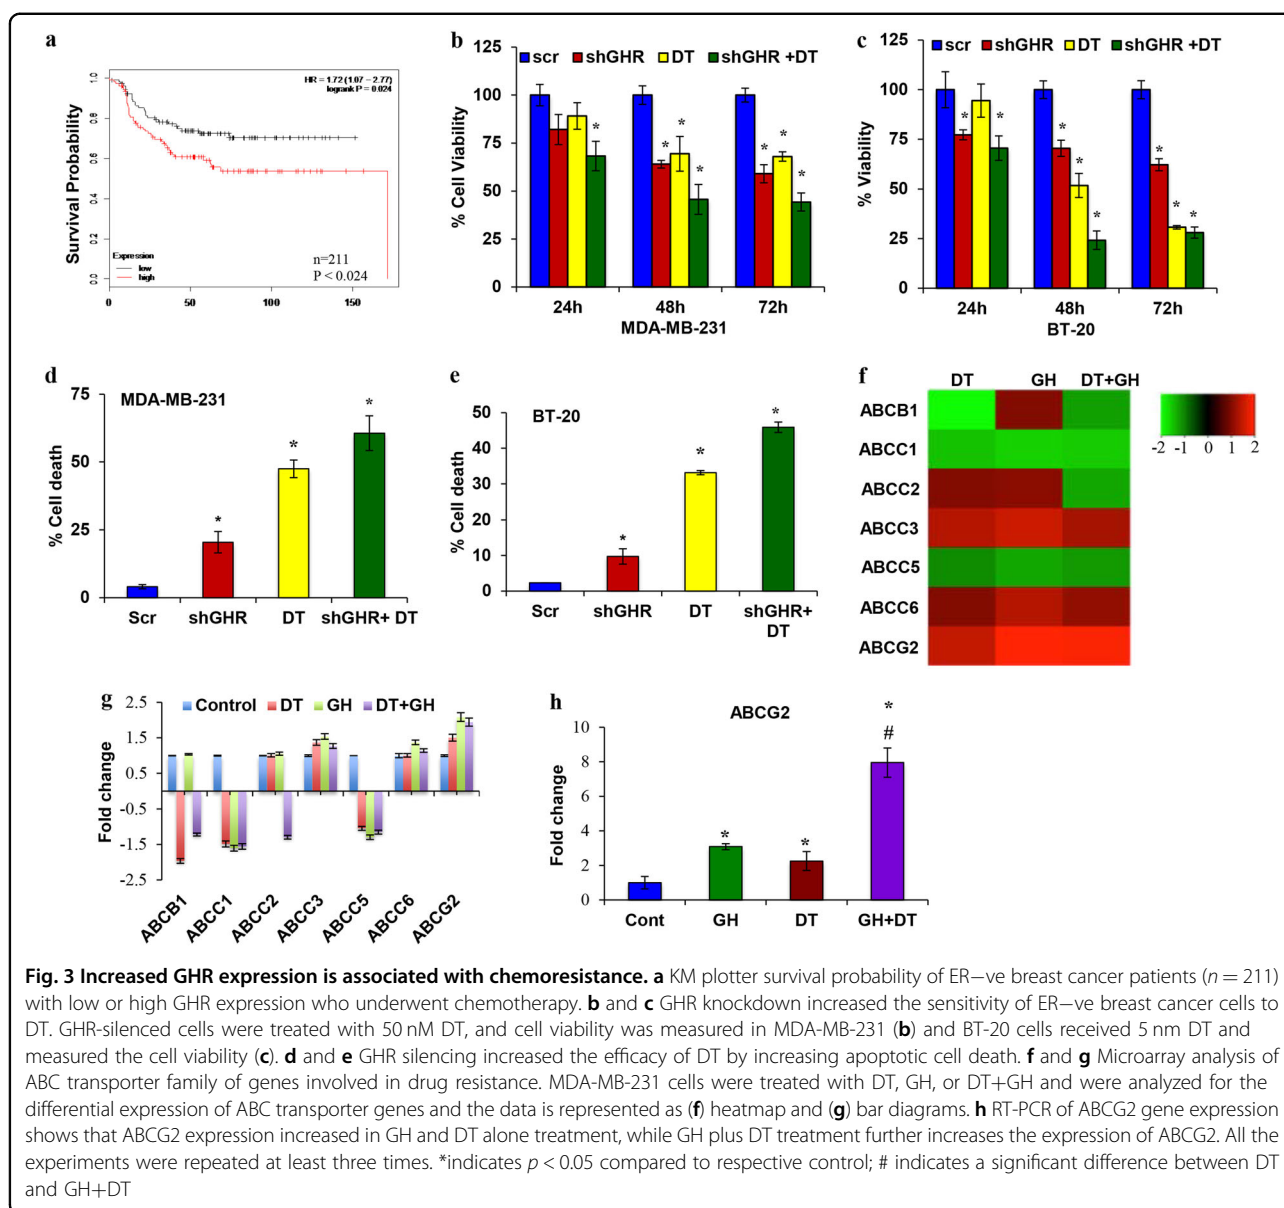 a
HR = 1.72 (1.07 – 2.77)
logrank P = 0.024
Survival Probability
1.0
0.8
0.6
0.4
0.2
0.0
Expression
low
high
n=211
P < 0.024
0 50 100 150
b
scr shGHR DT shGHR +DT
% Cell Viability
125
100
75
50
25
0
* * * * * * *
24h 48h 72h
MDA-MB-231
c
scr shGHR DT shGHR +DT
% Viability
125
100
75
50
25
0
* * * * * * * *
24h 48h 72h
BT-20
d
MDA-MB-231
% Cell death
75
50
25
0
* * *
Scr shGHR DT shGHR+ DT
e
BT-20
% Cell death
50
40
30
20
10
0
* * *
Scr shGHR DT shGHR+
DT
f
DT GH DT+GH
ABCB1
ABCC1
ABCC2
ABCC3
ABCC5
ABCC6
ABCG2
-2 -1 0 1 2
g
Control DT GH DT+GH
Fold change
2.5
1.5
0.5
-0.5
-1.5
-2.5
ABCB1 ABCC1 ABCC2 ABCC3 ABCC5 ABCC6 ABCG2
h
ABCG2
Fold change
10
8
6
4
2
0
* * *
#
Cont GH DT GH+DT
Fig. 3 Increased GHR expression is associated with chemoresistance. a KM plotter survival probability of ER−ve breast cancer patients (n = 211)
with low or high GHR expression who underwent chemotherapy. b and c GHR knockdown increased the sensitivity of ER−ve breast cancer cells to
DT. GHR-silenced cells were treated with 50 nM DT, and cell viability was measured in MDA-MB-231 (b) and BT-20 cells received 5 nm DT and
measured the cell viability (c). d and e GHR silencing increased the efficacy of DT by increasing apoptotic cell death. f and g Microarray analysis of
ABC transporter family of genes involved in drug resistance. MDA-MB-231 cells were treated with DT, GH, or DT+GH and were analyzed for the
differential expression of ABC transporter genes and the data is represented as (f) heatmap and (g) bar diagrams. h RT-PCR of ABCG2 gene expression
shows that ABCG2 expression increased in GH and DT alone treatment, while GH plus DT treatment further increases the expression of ABCG2. All the
experiments were repeated at least three times. *indicates p < 0.05 compared to respective control; # indicates a significant difference between DT
and GH+DT